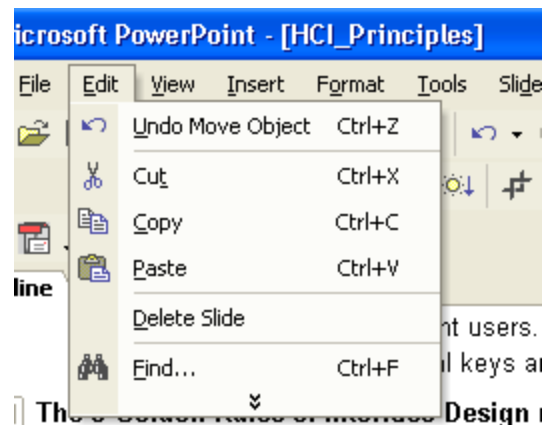 icrosoft PowerPoint - [HCI_Principles]
File Edit View Insert Format Tools Slide
Undo Move Object Ctrl+Z
Cut Ctrl+X
Copy Ctrl+C
Paste Ctrl+V
line
Delete Slide
nt users.
Find... Ctrl+F
l keys a
Th Design